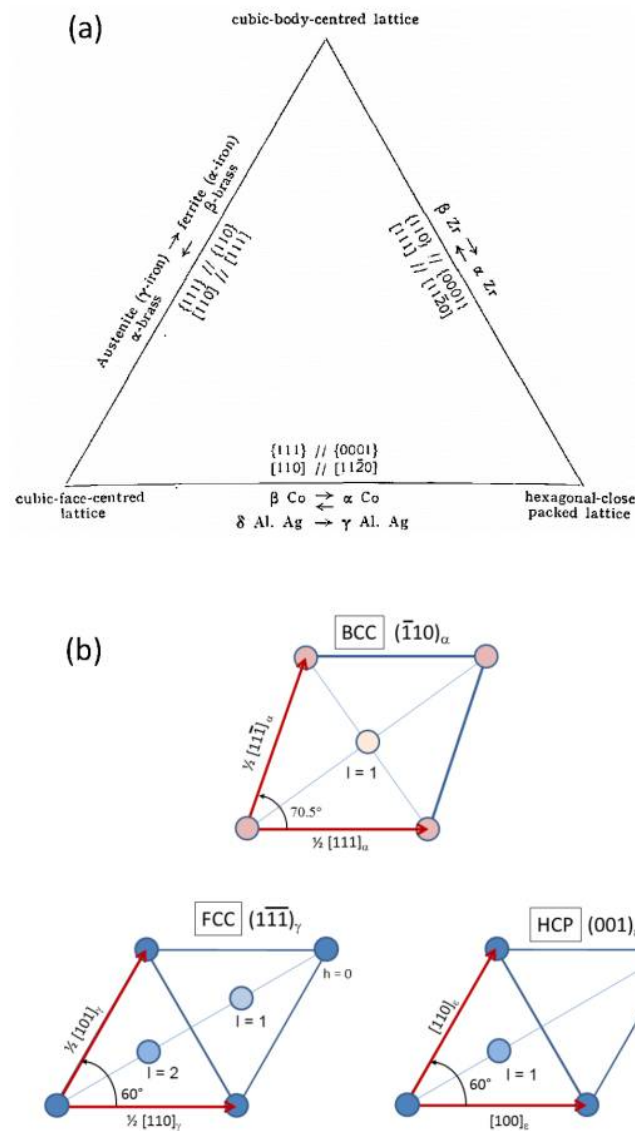 (a)
cubic-body-centred lattice
Austenite (γ-iron) → ferrite (α-iron)
α-brass ← β-brass
{111} // {110}
[110] // [111]
β Zr → α Zr
←
{110} // {0001}
[111] // [112̄0]
{111} // {0001}
[110] // [112̄0]
cubic-face-centred
lattice
β Co → α Co
←
δ Al. Ag → γ Al. Ag
hexagonal-close
packed lattice
(b)
BCC (1̄10)α
½ [111̄]α
l = 1
70.5°
½ [111]α
FCC (11̄1̄)γ
h=0
½ [101]γ
l = 1
l = 2
60°
½ [110]γ
HCP (001)
[110]ε
l = 1
60°
[100]ε